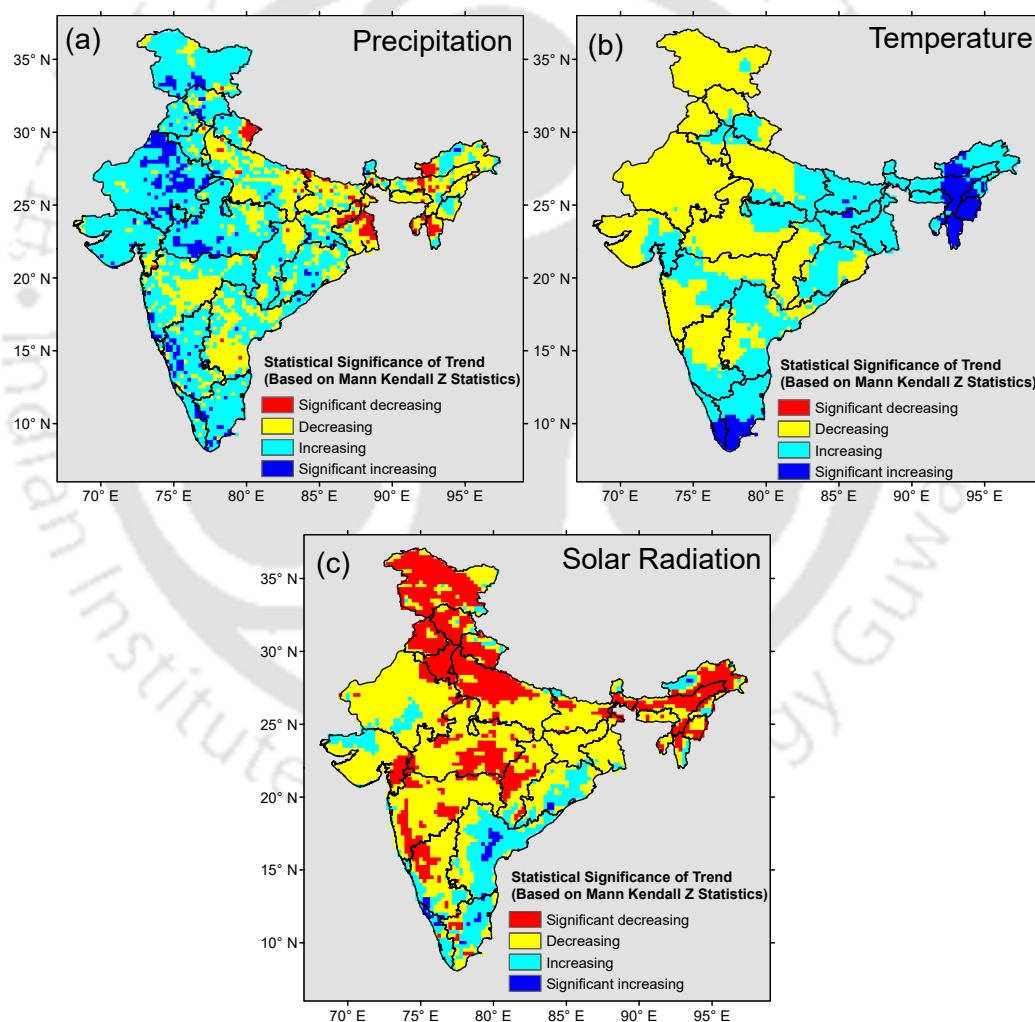 (a) Precipitation
35° N
30° N
25° N
20° N
15° N
10° N
Statistical Significance of Trend
(Based on Mann Kendall Z Statistics)
Significant decreasing
Decreasing
Increasing
Significant increasing
70° E 75° E 80° E 85° E 90° E 95° E
(b) Temperature
35° N
30° N
25° N
20° N
15° N
10° N
Statistical Significance of Trend
(Based on Mann Kendall Z Statistics)
Significant decreasing
Decreasing
Increasing
Significant increasing
70° E 75° E 80° E 85° E 90° E 95° E
(c) Solar Radiation
35° N
30° N
25° N
20° N
15° N
10° N
Statistical Significance of Trend
(Based on Mann Kendall Z Statistics)
Significant decreasing
Decreasing
Increasing
Significant increasing
70° E 75° E 80° E 85° E 90° E 95° E
Indian Institute
gy Guw